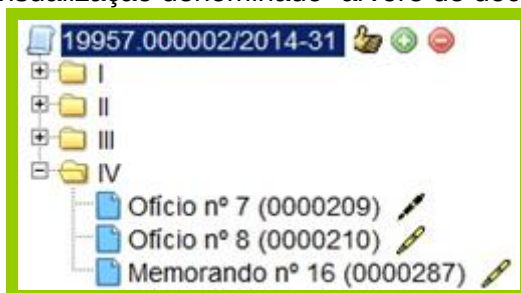 19957.000002/2014-31
I
II
III
IV
Ofício nº 7 (0000209)
Ofício nº 8 (0000210)
Memorando nº 16 (0000287)